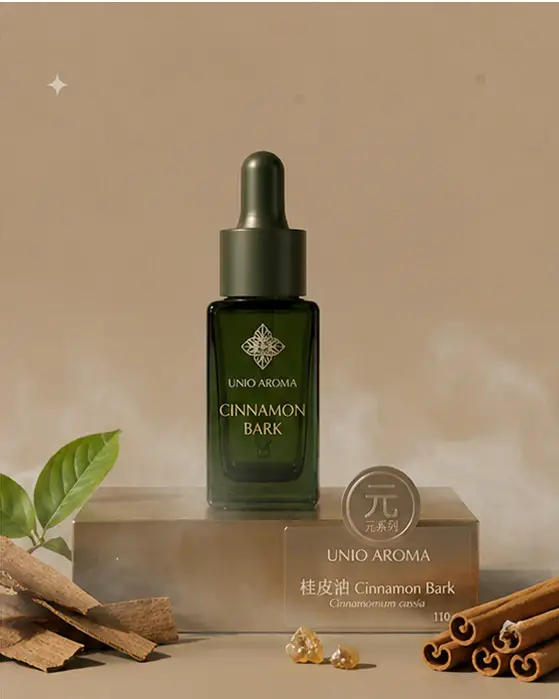 UNIO AROMA
CINNAMON
BARK
元
元系列
UNIO AROMA
桂皮油 Cinnamon Bark
Cinnamomum cassia
110